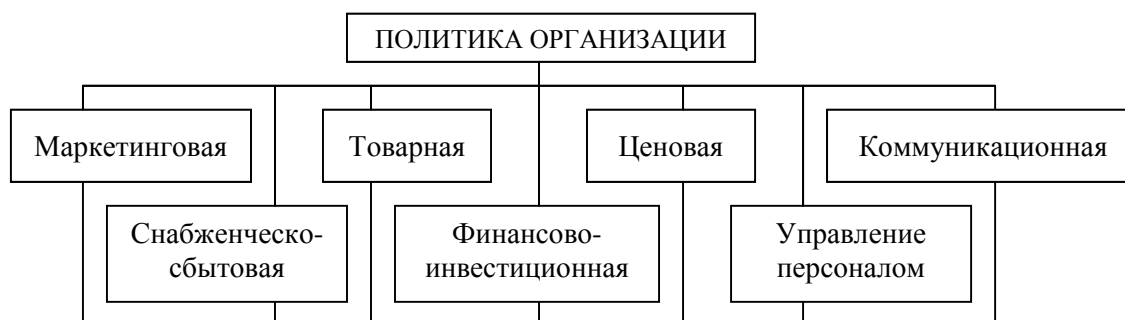 ПОЛИТИКА ОРГАНИЗАЦИИ
Маркетинговая
Товарная
Ценовая
Коммуникационная
Снабженческо-
сбытовая
Финансово-
инвестиционная
Управление
персоналом